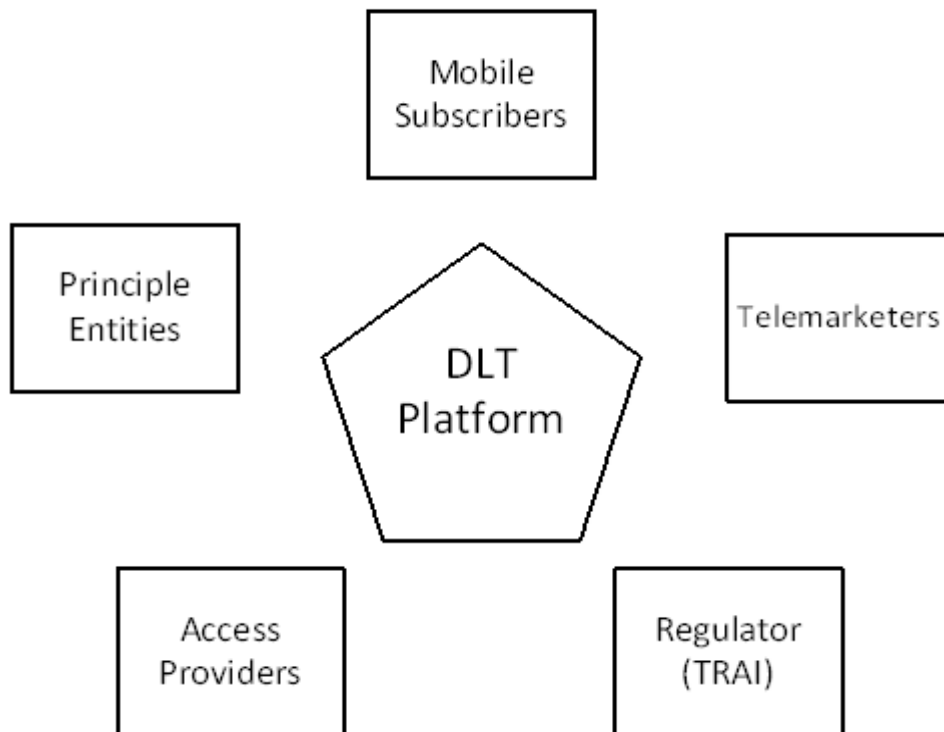 Mobile
Subscribers
Principle
Entities
Telemarketers
DLT
Platform
Access
Providers
Regulator
(TRAI)